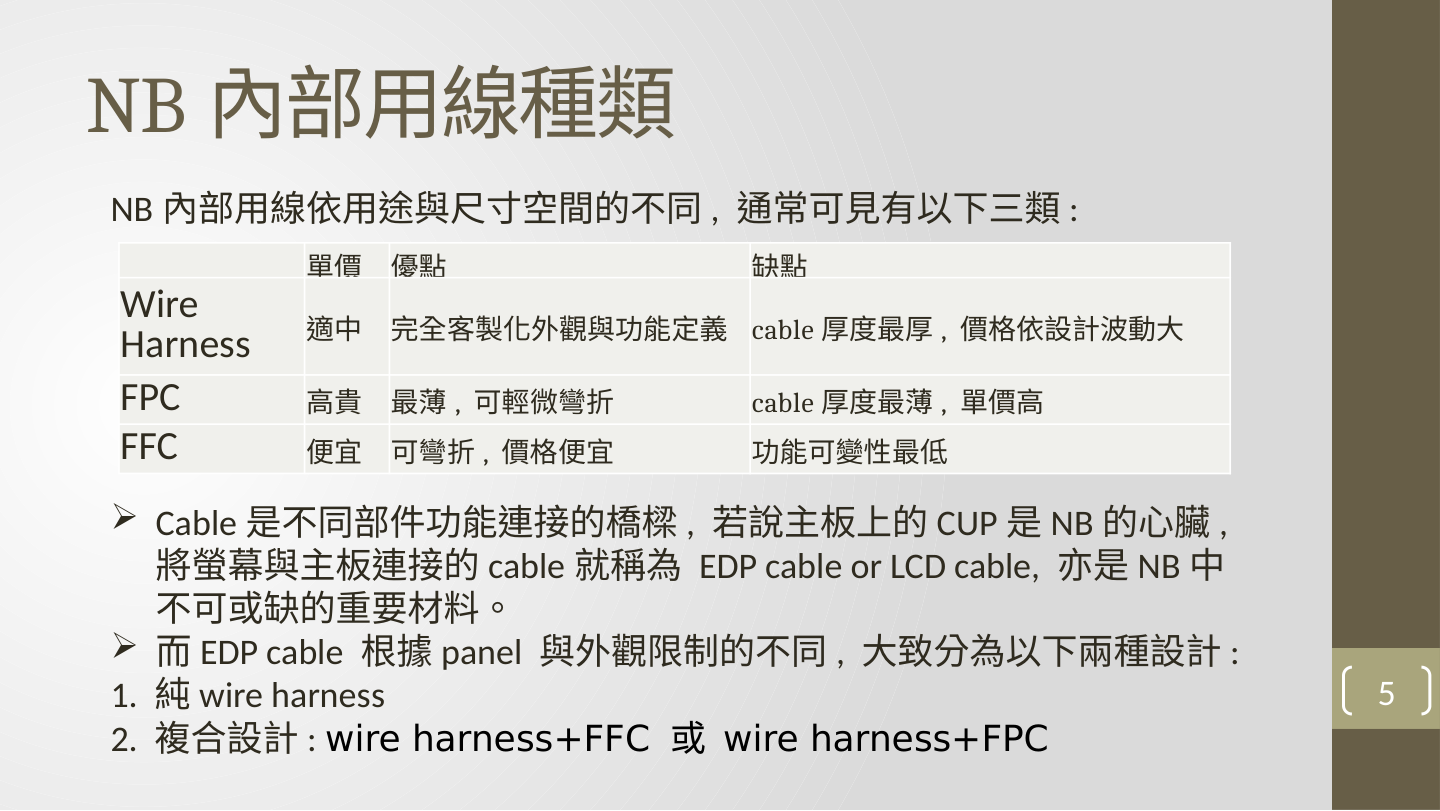 NB 內部用線種類
NB 內部用線依用途與尺寸空間的不同 , 通常可見有以下三類 :
單價 優點 缺點
Wire Harness 適中 完全客製化外觀與功能定義 cable 厚度最厚 , 價格依設計波動大
FPC 高貴 最薄 , 可輕微彎折 cable 厚度最薄 , 單價高
FFC 便宜 可彎折 , 價格便宜 功能可變性最低
➢ Cable 是不同部件功能連接的橋樑 , 若說主板上的 CUP 是 NB 的心臟 ,
將螢幕與主板連接的 cable 就稱為 EDP cable or LCD cable, 亦是 NB 中
不可或缺的重要材料。
➢ 而 EDP cable 根據 panel 與外觀限制的不同 , 大致分為以下兩種設計 :
1. 純 wire harness
2. 複合設計 : wire harness+FFC 或 wire harness+FPC
5